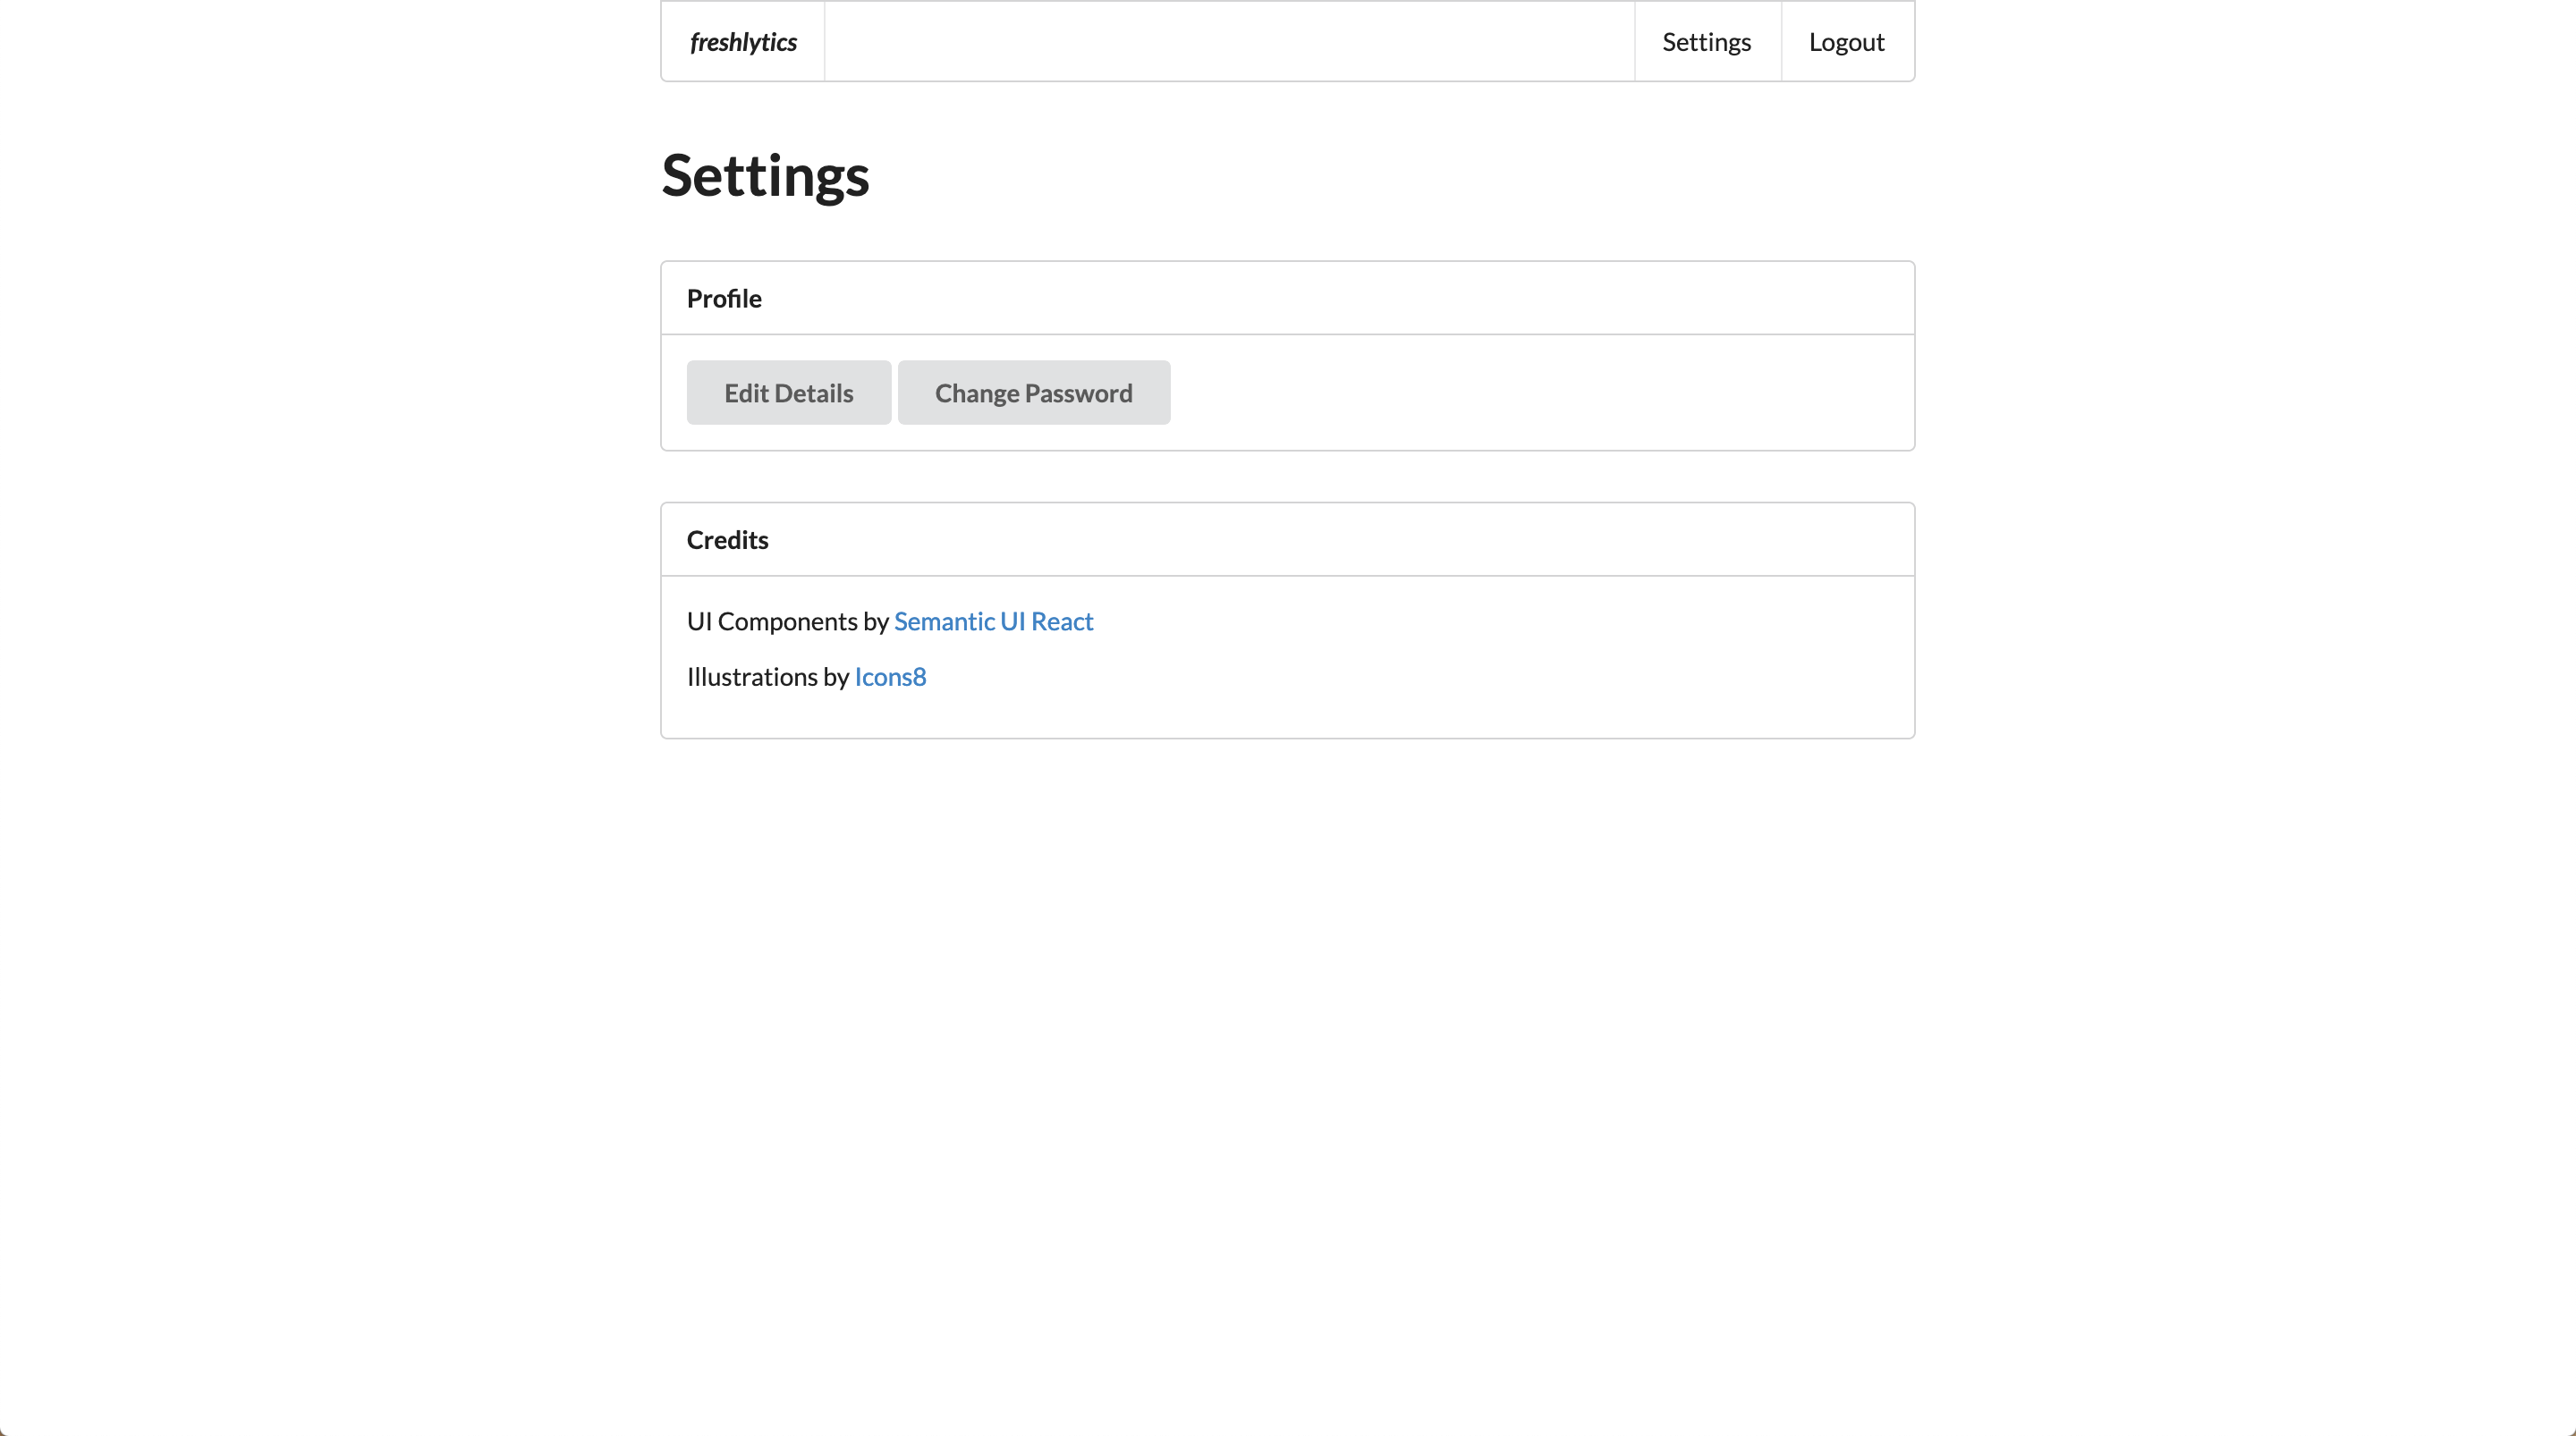 freshlytics
Settings
Logout
Settings
Profile
Edit Details
Change Password
Credits
UI Components by Semantic UI React
Illustrations by Icons8